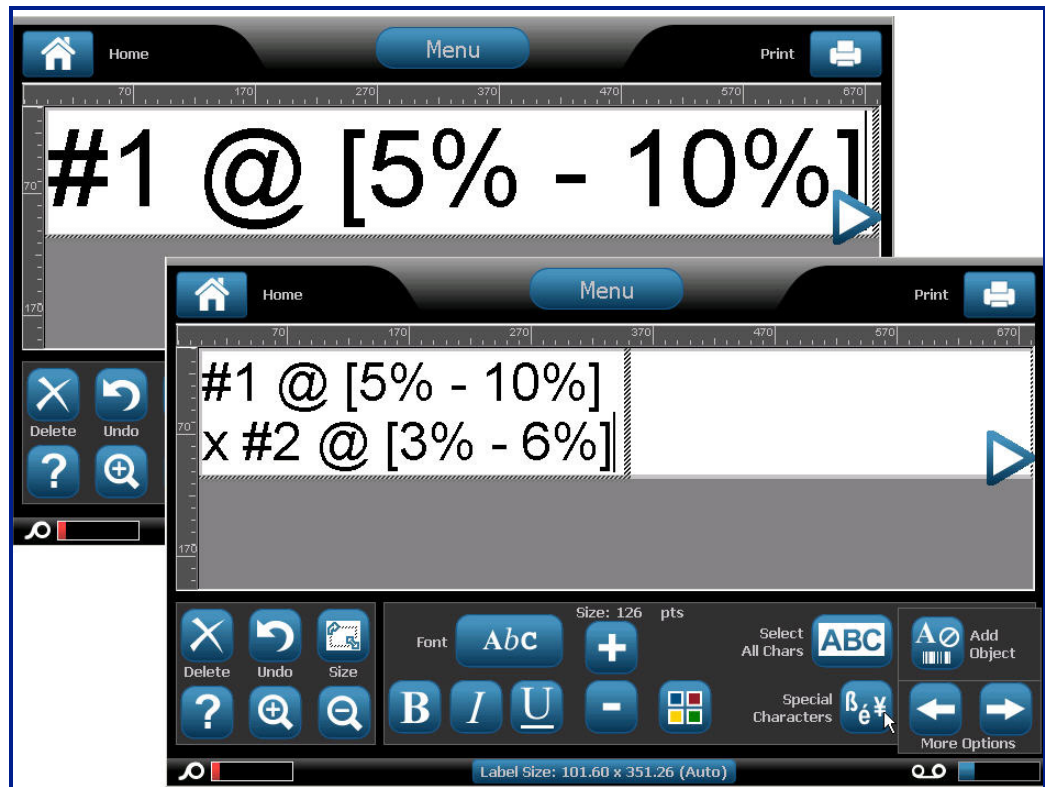 Home Menu Print
70 170 270 370 470 570 670
#1 @ [5% - 10%]
70
170
Delete Undo
?
Home Menu Print
70 170 270 370 470 570 670
#1 @ [5% - 10%]
x #2 @ [3% - 6%]
70
170
Size: 126 pts
Font AbC
Select All Chars ABC
A Add Object
Delete Undo Size
?
B I U
Special Characters ßé¥
More Options
Label Size: 101.60 x 351.26 (Auto)